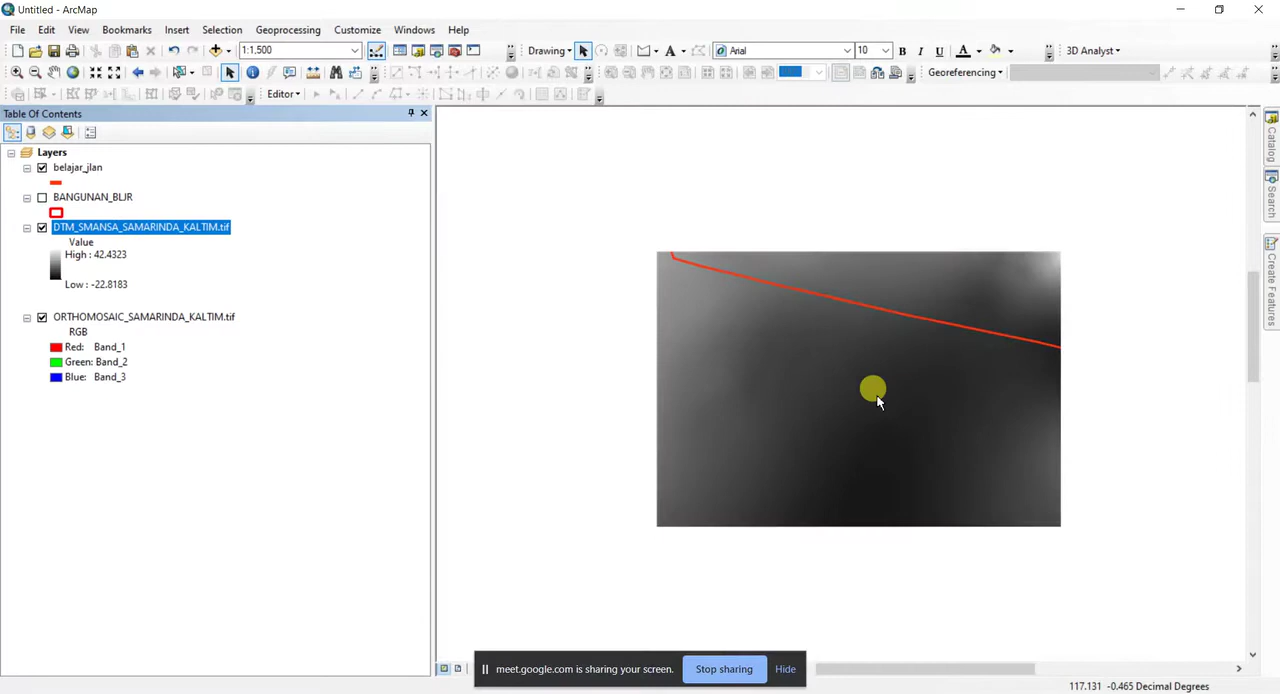 Untitled - ArcMap
File Edit View Bookmarks Insert Selection Geoprocessing Customize Windows Help
1:1,500 Drawing Arial 10 B I U A 3D Analyst
Georeferencing
Editor
Table Of Contents
Layers
belajar_jlan
BANGUNAN_BLJR
DTM_SMANSA_SAMARINDA_KALTIM.tif
Value
High : 42.4323
Low : -22.8183
ORTHOMOSAIC_SAMARINDA_KALTIM.tif
RGB
Red: Band_1
Green: Band_2
Blue: Band_3
Catalog
Search
Create Features
meet.google.com is sharing your screen. Stop sharing Hide
117.131 -0.465 Decimal Degrees